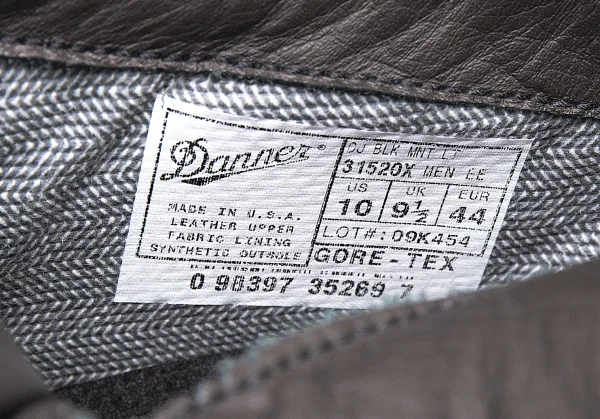 Danner®
MADE IN U.S.A.
LEATHER UPPER
FABRIC LINING
SYNTHETIC OUTSOLE
DJ BLK MNT LT
31520X MEN EE
US UK EUR
10 9½ 44
LOT#: 09K454
GORE-TEX
0 98397 35269 7